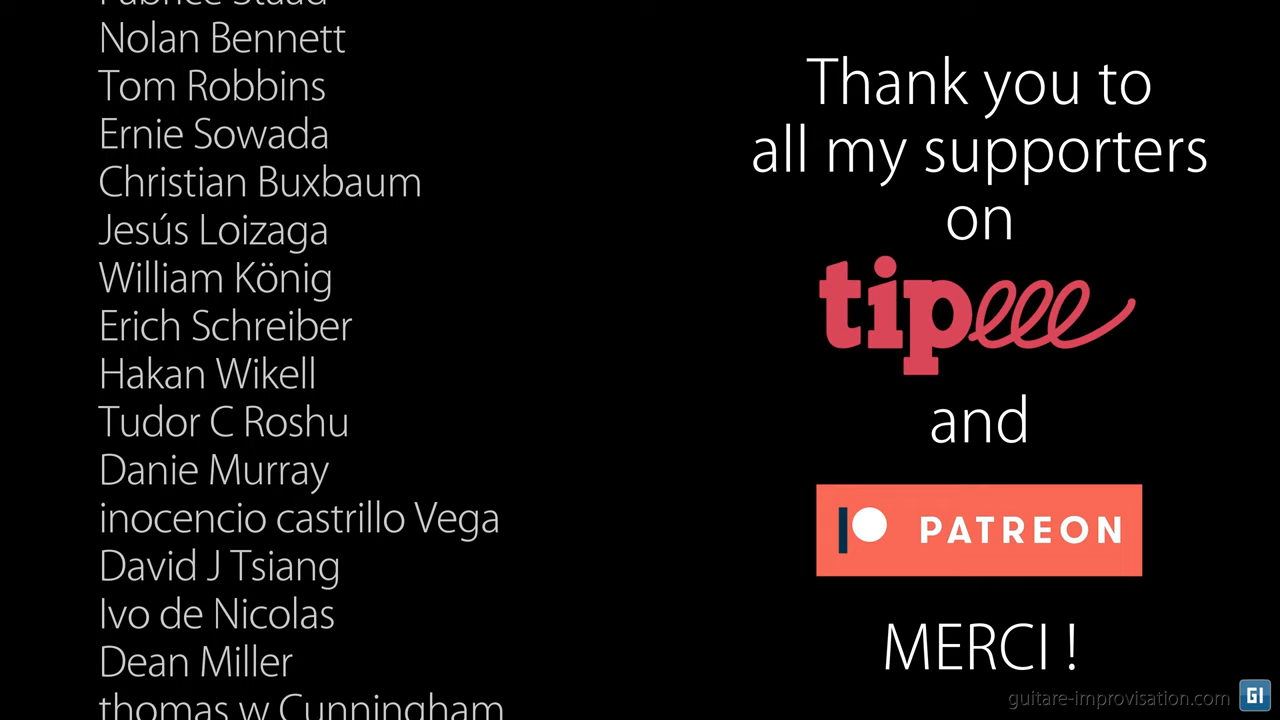 Nolan Bennett
Tom Robbins
Ernie Sowada
Christian Buxbaum
Jesús Loizaga
William König
Erich Schreiber
Hakan Wikell
Tudor C Roshu
Danie Murray
inocencio castrillo Vega
David J Tsiang
Ivo de Nicolas
Dean Miller
thomas w Cunningham
Thank you to
all my supporters
on
tipeee
and
PATREON
MERCI !
guitare-improvisation.com GI